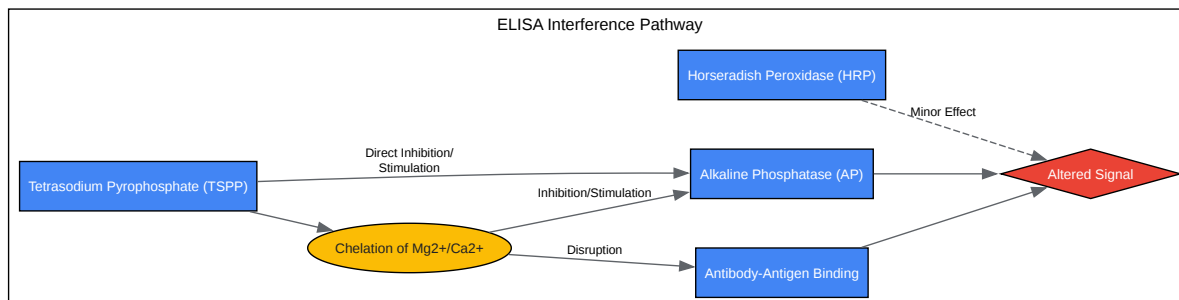 ELISA Interference Pathway
Horseradish Peroxidase (HRP)
Minor Effect
Direct Inhibition/
Stimulation
Tetrasodium Pyrophosphate (TSPP)
Alkaline Phosphatase (AP)
Altered Signal
Inhibition/Stimulation
Chelation of Mg2+/Ca2+
Disruption
Antibody-Antigen Binding